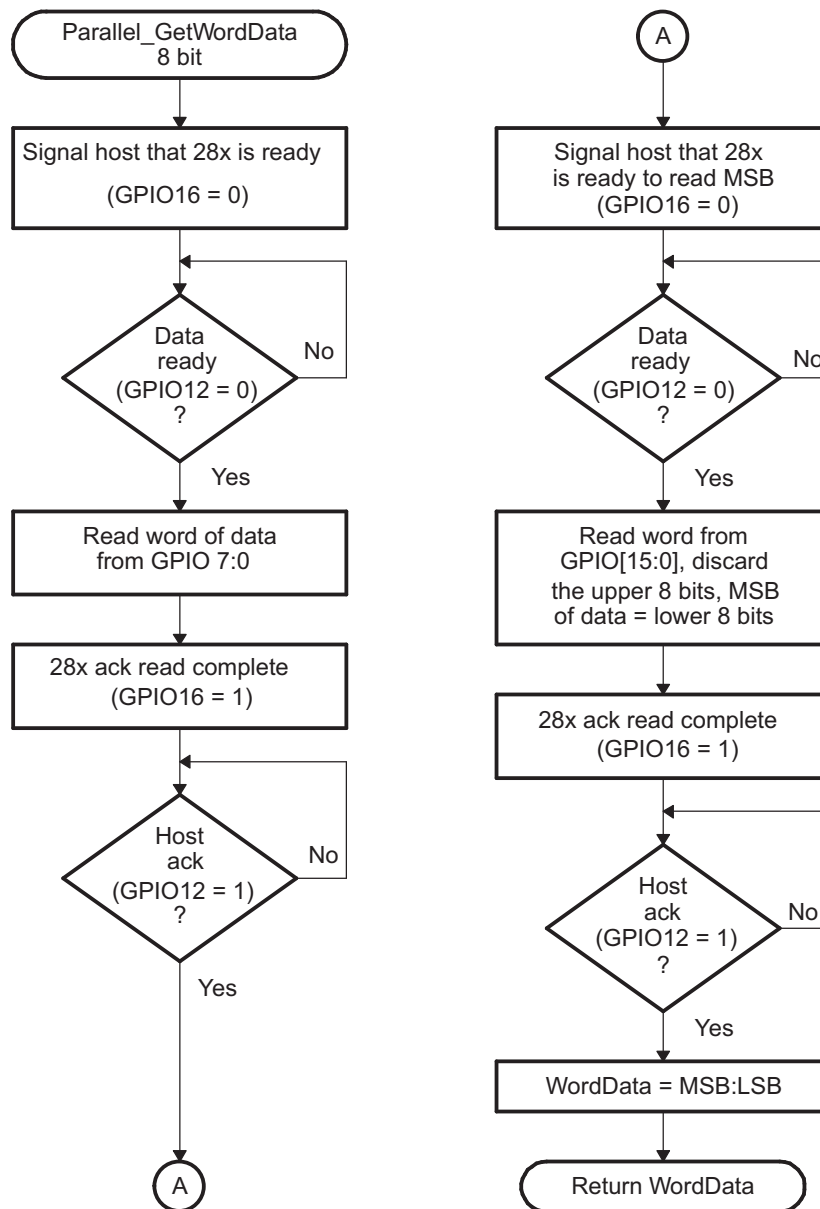 Parallel_GetWordData
8 bit
Signal host that 28x is ready
(GPIO16 = 0)
Data
ready
(GPIO12 = 0)
?
No
Yes
Read word of data
from GPIO 7:0
28x ack read complete
(GPIO16 = 1)
Host
ack
(GPIO12 = 1)
?
No
Yes
A
A
Signal host that 28x
is ready to read MSB
(GPIO16 = 0)
Data
ready
(GPIO12 = 0)
?
No
Yes
Read word from
GPIO[15:0], discard
the upper 8 bits, MSB
of data = lower 8 bits
28x ack read complete
(GPIO16 = 1)
Host
ack
(GPIO12 = 1)
?
No
Yes
WordData = MSB:LSB
Return WordData